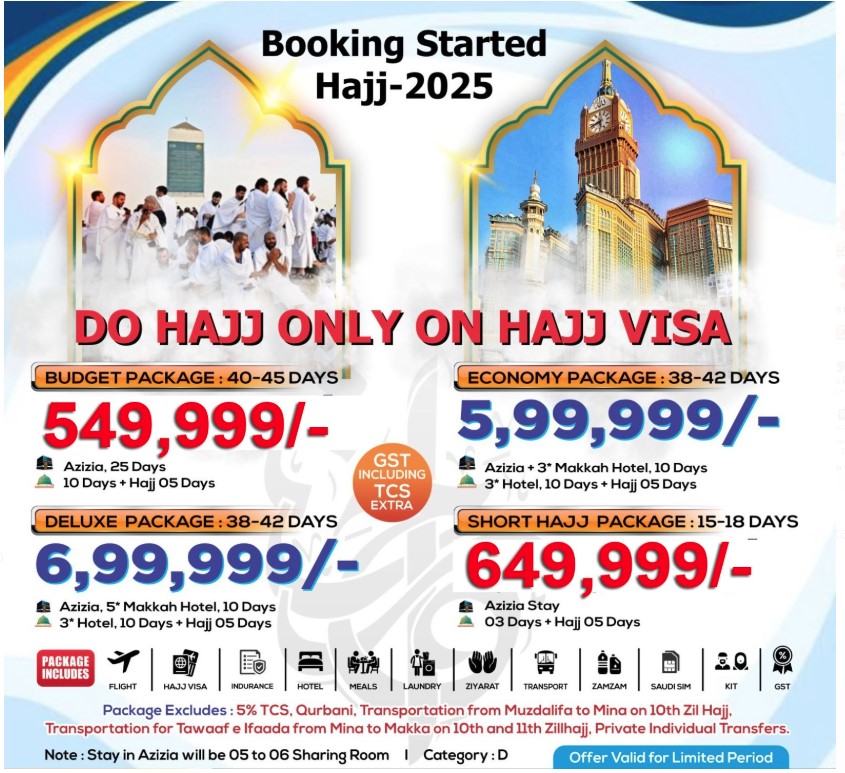 Booking Started
Hajj-2025
DO HAJJ ONLY ON HAJJ VISA
BUDGET PACKAGE : 40-45 DAYS
549,999/-
Azizia, 25 Days
10 Days + Hajj 05 Days
ECONOMY PACKAGE : 38-42 DAYS
5,99,999/-
Azizia + 3* Makkah Hotel, 10 Days
3* Hotel, 10 Days + Hajj 05 Days
GST
INCLUDING
TCS
EXTRA
DELUXE PACKAGE : 38-42 DAYS
6,99,999/-
Azizia, 5* Makkah Hotel, 10 Days
3* Hotel, 10 Days + Hajj 05 Days
SHORT HAJJ PACKAGE : 15-18 DAYS
649,999/-
Azizia Stay
03 Days + Hajj 05 Days
PACKAGE
INCLUDES
FLIGHT
HAJJ VISA
INDURANCE
HOTEL
MEALS
LAUNDRY
ZIYARAT
TRANSPORT
ZAMZAM
SAUDI SIM
KIT
GST
Package Excludes : 5% TCS, Qurbani, Transportation from Muzdalifa to Mina on 10th Zil Hajj,
Transportation for Tawaaf e Ifaada from Mina to Makka on 10th and 11th Zillhajj, Private Individual Transfers.
Note : Stay in Azizia will be 05 to 06 Sharing Room | Category : D
Offer Valid for Limited Period